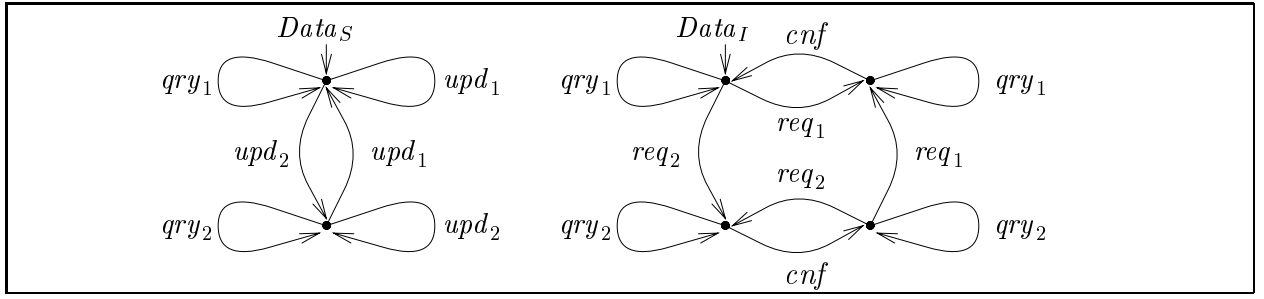 Data_S Data_I cnf
qry_1 upd_1 qry_1 qry_1
req_1
upd_2 upd_1 req_2 req_1
req_2
qry_2 upd_2 qry_2 qry_2
cnf